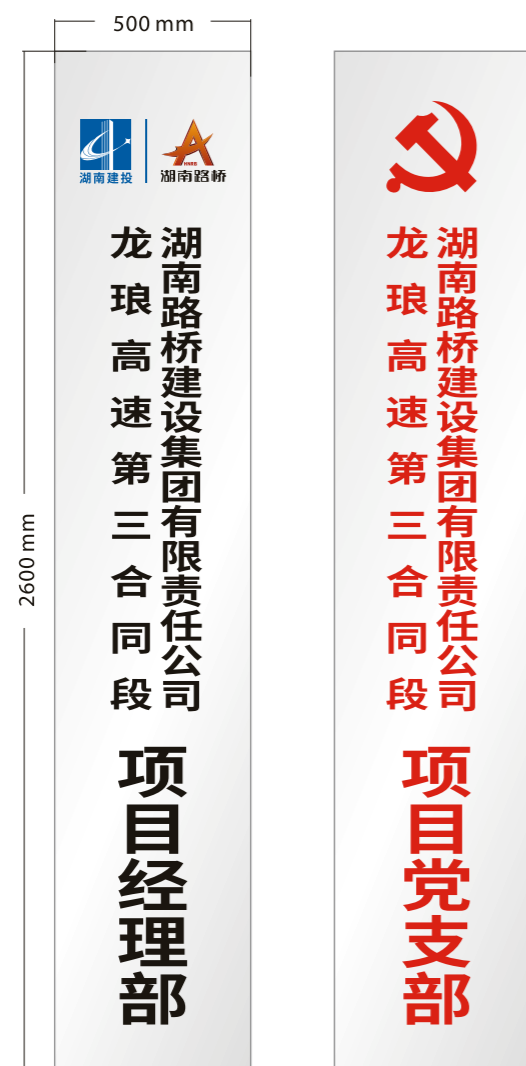 500 mm
2600 mm
湖南建投
湖南路桥
湖南路桥建设集团有限责任公司
龙琅高速第三合同段
项目经理部
湖南路桥建设集团有限责任公司
龙琅高速第三合同段
项目党支部